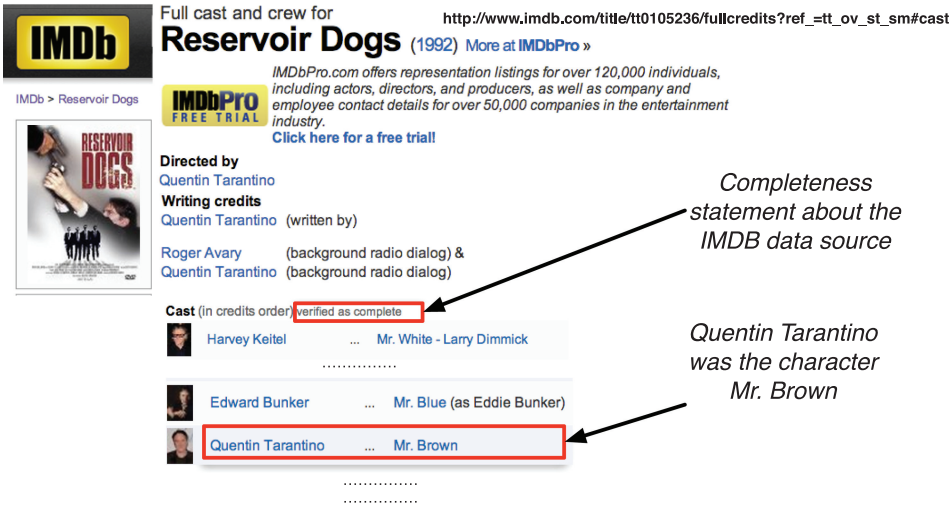 Full cast and crew for
http://www.imdb.com/title/tt0105236/fullcredits?ref_=tt_ov_st_sm#cast
IMDb
Reservoir Dogs (1992) More at IMDbPro »
IMDb > Reservoir Dogs
IMDbPro
FREE TRIAL
IMDbPro.com offers representation listings for over 120,000 individuals,
including actors, directors, and producers, as well as company and
employee contact details for over 50,000 companies in the entertainment
industry.
Click here for a free trial!
RESERVOIR
DOGS
Directed by
Quentin Tarantino
Writing credits
Quentin Tarantino (written by)
Roger Avary (background radio dialog) &
Quentin Tarantino (background radio dialog)
Completeness
statement about the
IMDB data source
Cast (in credits order) verified as complete
Harvey Keitel ... Mr. White - Larry Dimmick
...............
Quentin Tarantino
was the character
Mr. Brown
Edward Bunker ... Mr. Blue (as Eddie Bunker)
Quentin Tarantino ... Mr. Brown
...............
...............